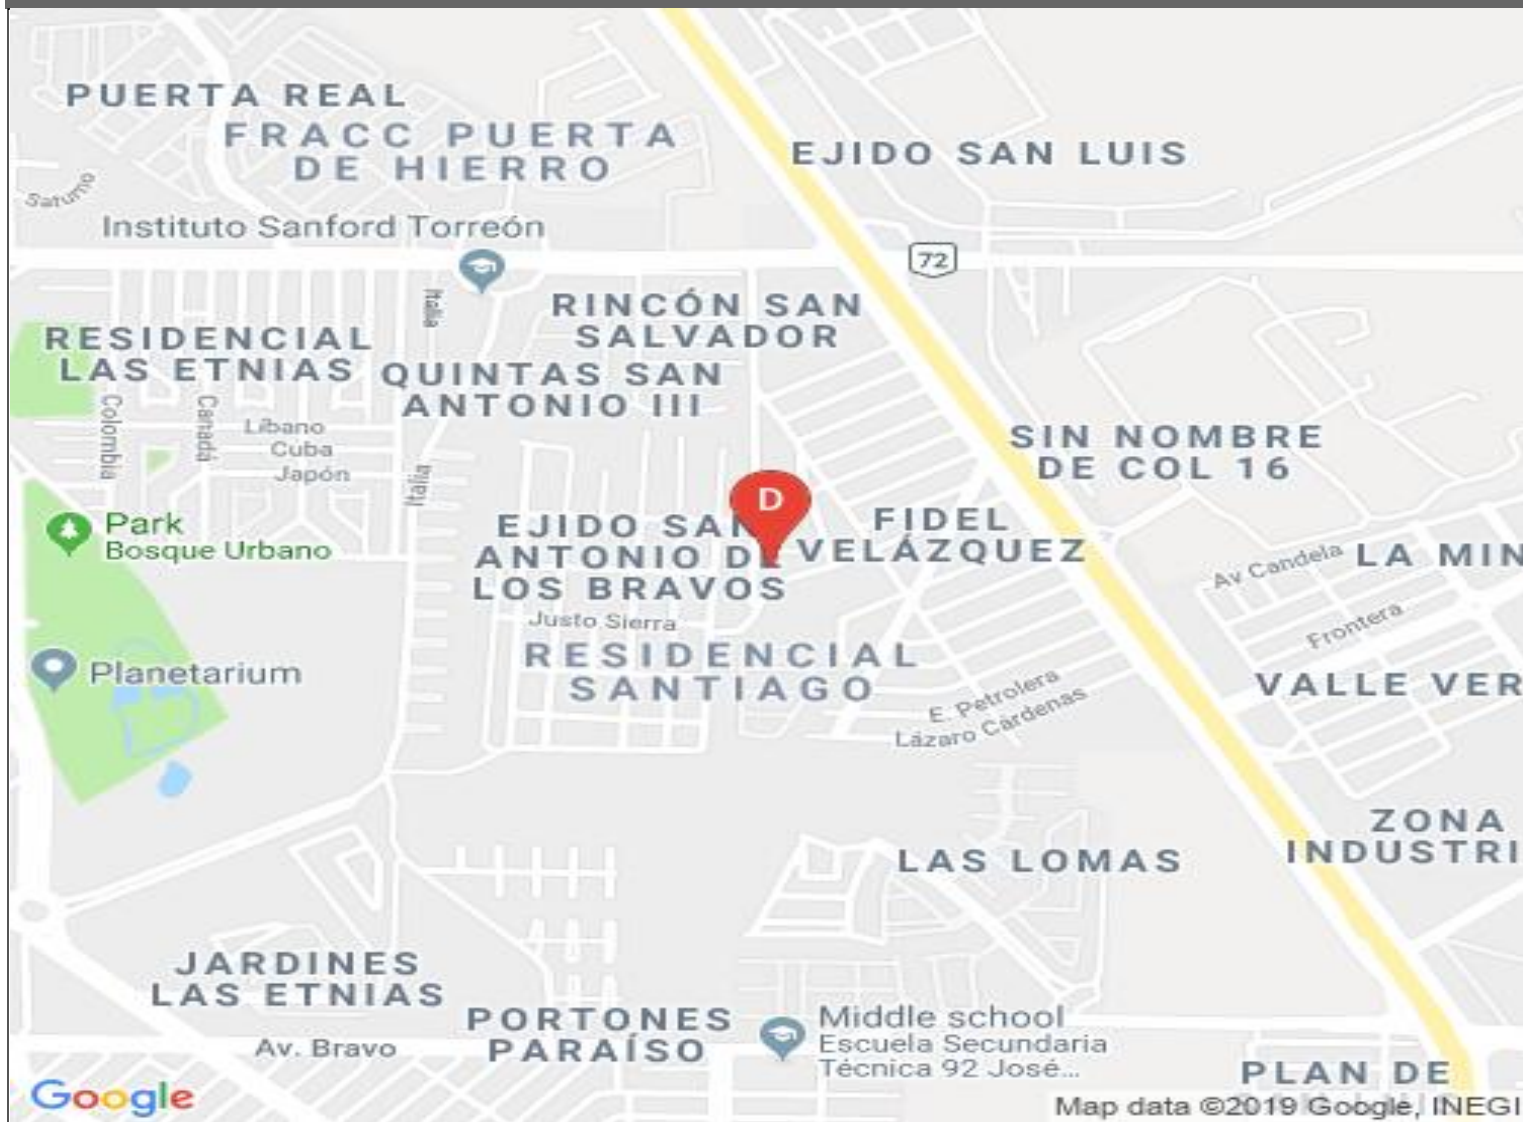 PUERTA REAL
FRACC PUERTA
DE HIERRO
EJIDO SAN LUIS
Saturno
Instituto Sanford Torreón
72
Italia
RINCÓN SAN
SALVADOR
RESIDENCIAL
LAS ETNIAS
QUINTAS SAN
ANTONIO III
Colombia
Canadá
Líbano
Cuba
Japón
Italia
SIN NOMBRE
DE COL 16
D
Park
Bosque Urbano
EJIDO SAN
ANTONIO DE
LOS BRAVOS
FIDEL
VELÁZQUEZ
Av Candela
LA MIN
Justo Sierra
Frontera
RESIDENCIAL
SANTIAGO
Planetarium
E. Petrolera
Lázaro Cárdenas
VALLE VER
ZONA
INDUSTRI
LAS LOMAS
JARDINES
LAS ETNIAS
PORTONES
PARAÍSO
Av. Bravo
Middle school
Escuela Secundaria
Técnica 92 José...
PLAN DE
Google
Map data ©2019 Google, INEGI